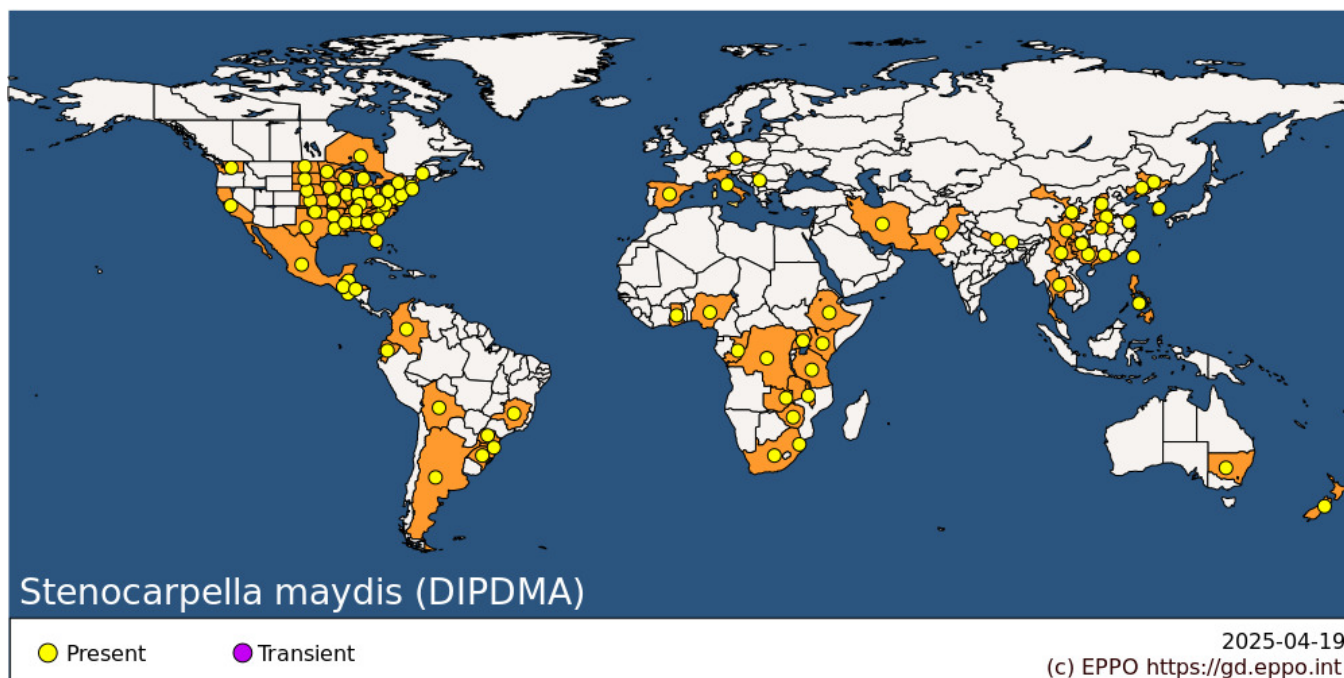 Stenocarpella maydis (DIPDMA)
Present
Transient
2025-04-19
(c) EPPO https://gd.eppo.int